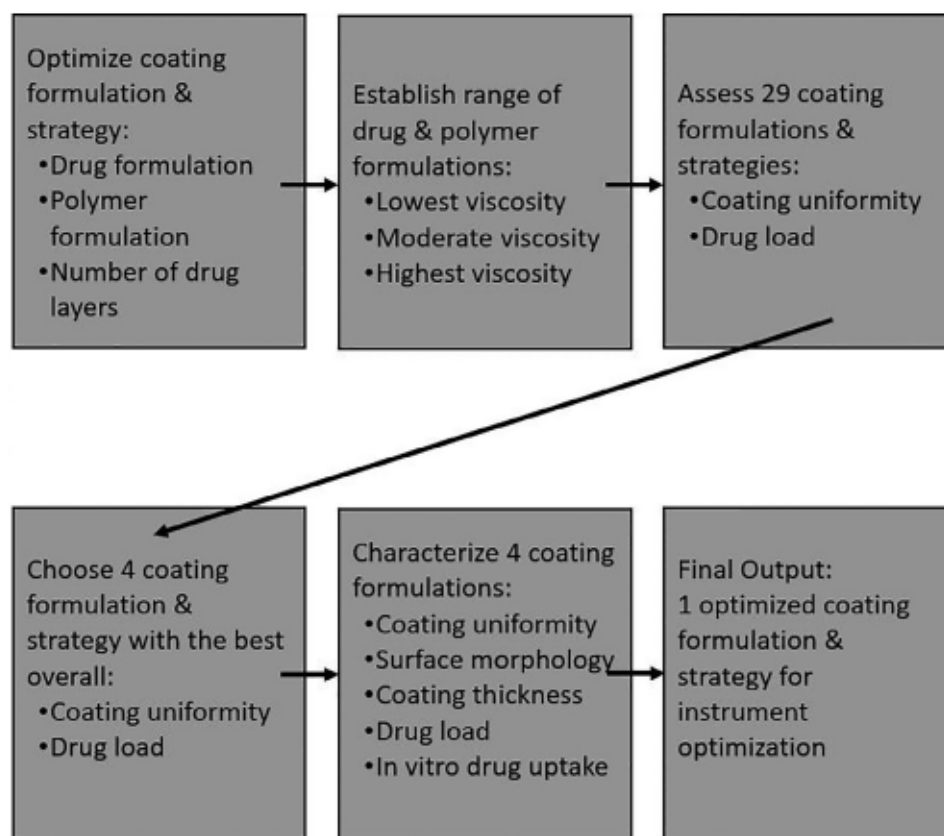 Optimize coating
formulation &
strategy:
•Drug formulation
•Polymer
formulation
•Number of drug
layers
Establish range of
drug & polymer
formulations:
•Lowest viscosity
•Moderate viscosity
•Highest viscosity
Assess 29 coating
formulations &
strategies:
•Coating uniformity
•Drug load
Choose 4 coating
formulation &
strategy with the best
overall:
•Coating uniformity
•Drug load
Characterize 4 coating
formulations:
•Coating uniformity
•Surface morphology
•Coating thickness
•Drug load
•In vitro drug uptake
Final Output:
1 optimized coating
formulation &
strategy for
instrument
optimization